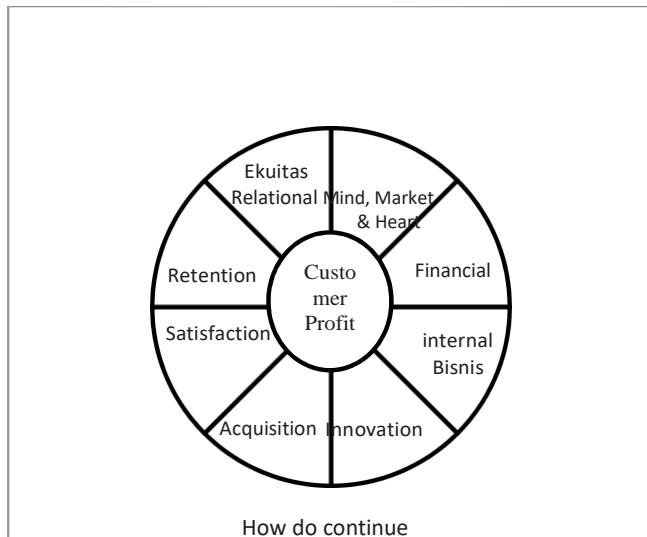 Ekuitas
Relational
Mind, Market
& Heart
Retention
Custo
mer
Profit
Financial
Satisfaction
internal
Bisnis
Acquisition
Innovation
How do continue